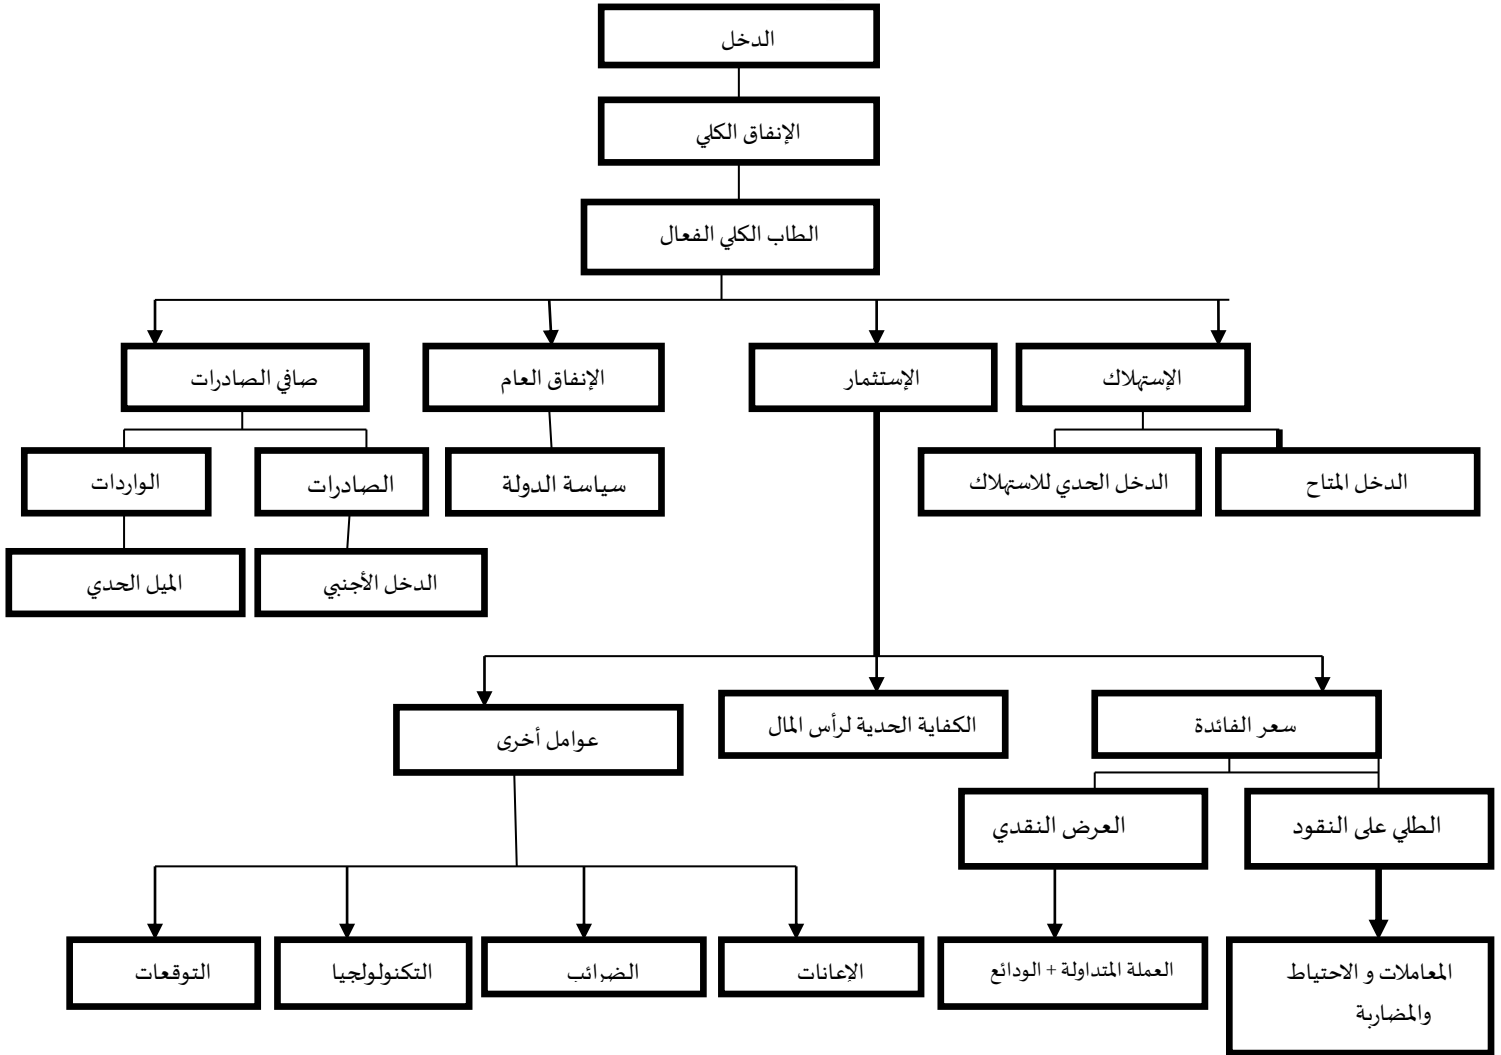 الدخل
الإنفاق الكلي
الطاب الكلي الفعال
الإستهلاك
الإستثمار
الإنفاق العام
صافي الصادرات
الدخل المتاح
الدخل الحدي للاستهلاك
سياسة الدولة
الصادرات
الواردات
الدخل الأجنبي
الميل الحدي
سعر الفائدة
الكفاية الحدية لرأس المال
عوامل أخرى
الطلي على النقود
العرض النقدي
المعاملات و الاحتياط
والمضاربة
العملة المتداولة + الودائع
الإعانات
الضرائب
التكنولولجيا
التوقعات